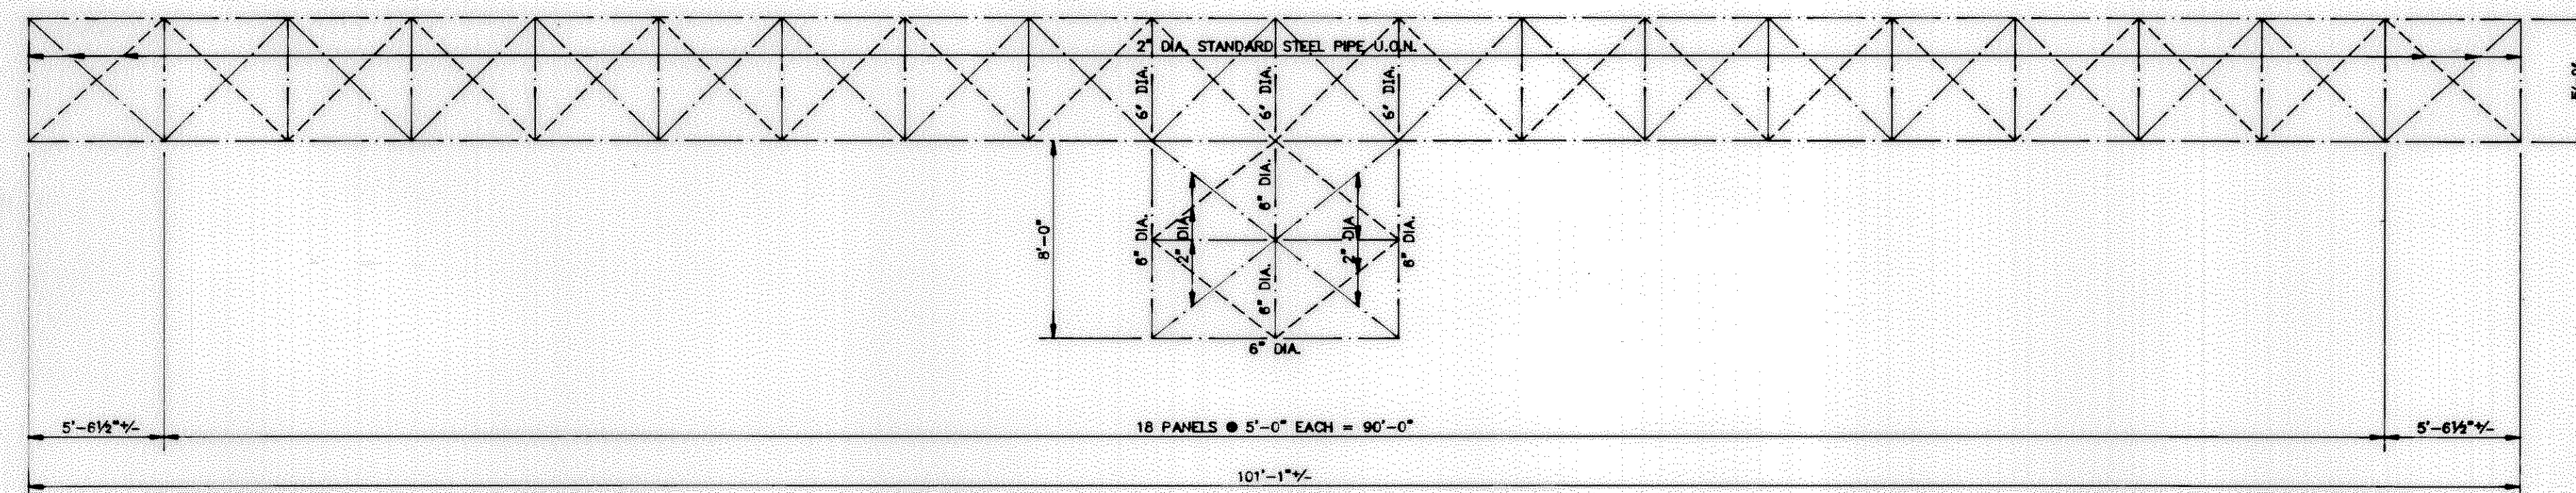 2" DIA. STANDARD STEEL PIPE U.O.N.
6" DIA.
6" DIA.
6" DIA.
8'-0"
6" DIA.
2" DIA.
6" DIA.
6" DIA.
2" DIA
6" DIA.
6" DIA.
5'-6½"+/-
18 PANELS @ 5'-0" EACH = 90'-0"
5'-6½"+/-
101'-1"+/-